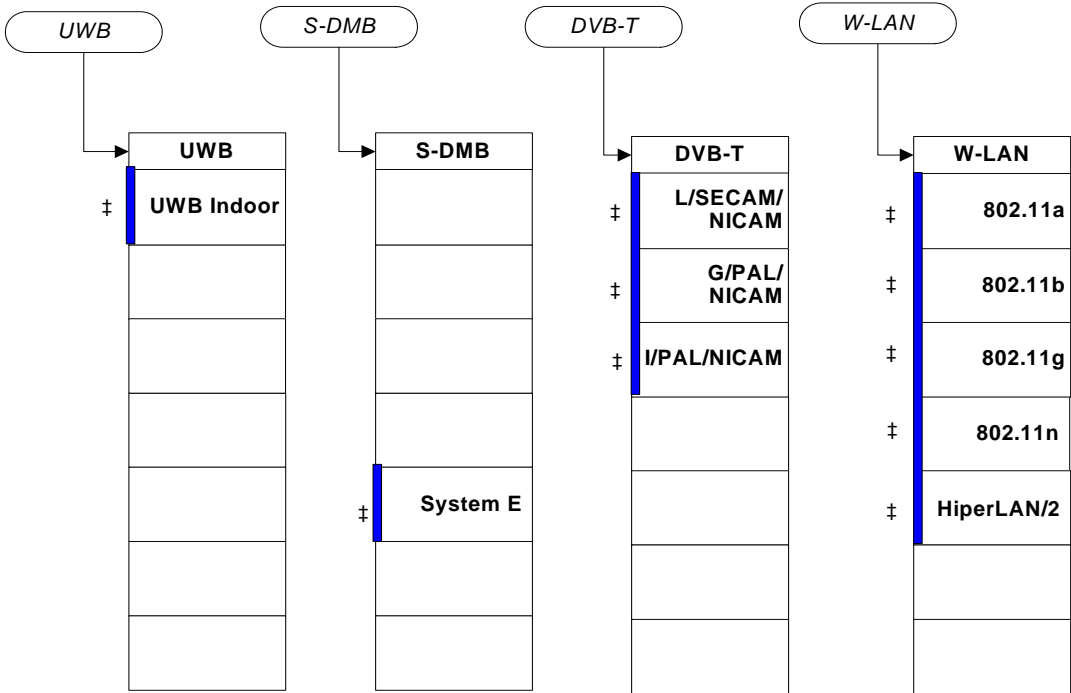 UWB
S-DMB
DVB-T
W-LAN
UWB
‡
UWB Indoor
S-DMB
‡
System E
DVB-T
‡
L/SECAM/
NICAM
‡
G/PAL/
NICAM
‡
I/PAL/NICAM
W-LAN
‡
802.11a
‡
802.11b
‡
802.11g
‡
802.11n
‡
HiperLAN/2